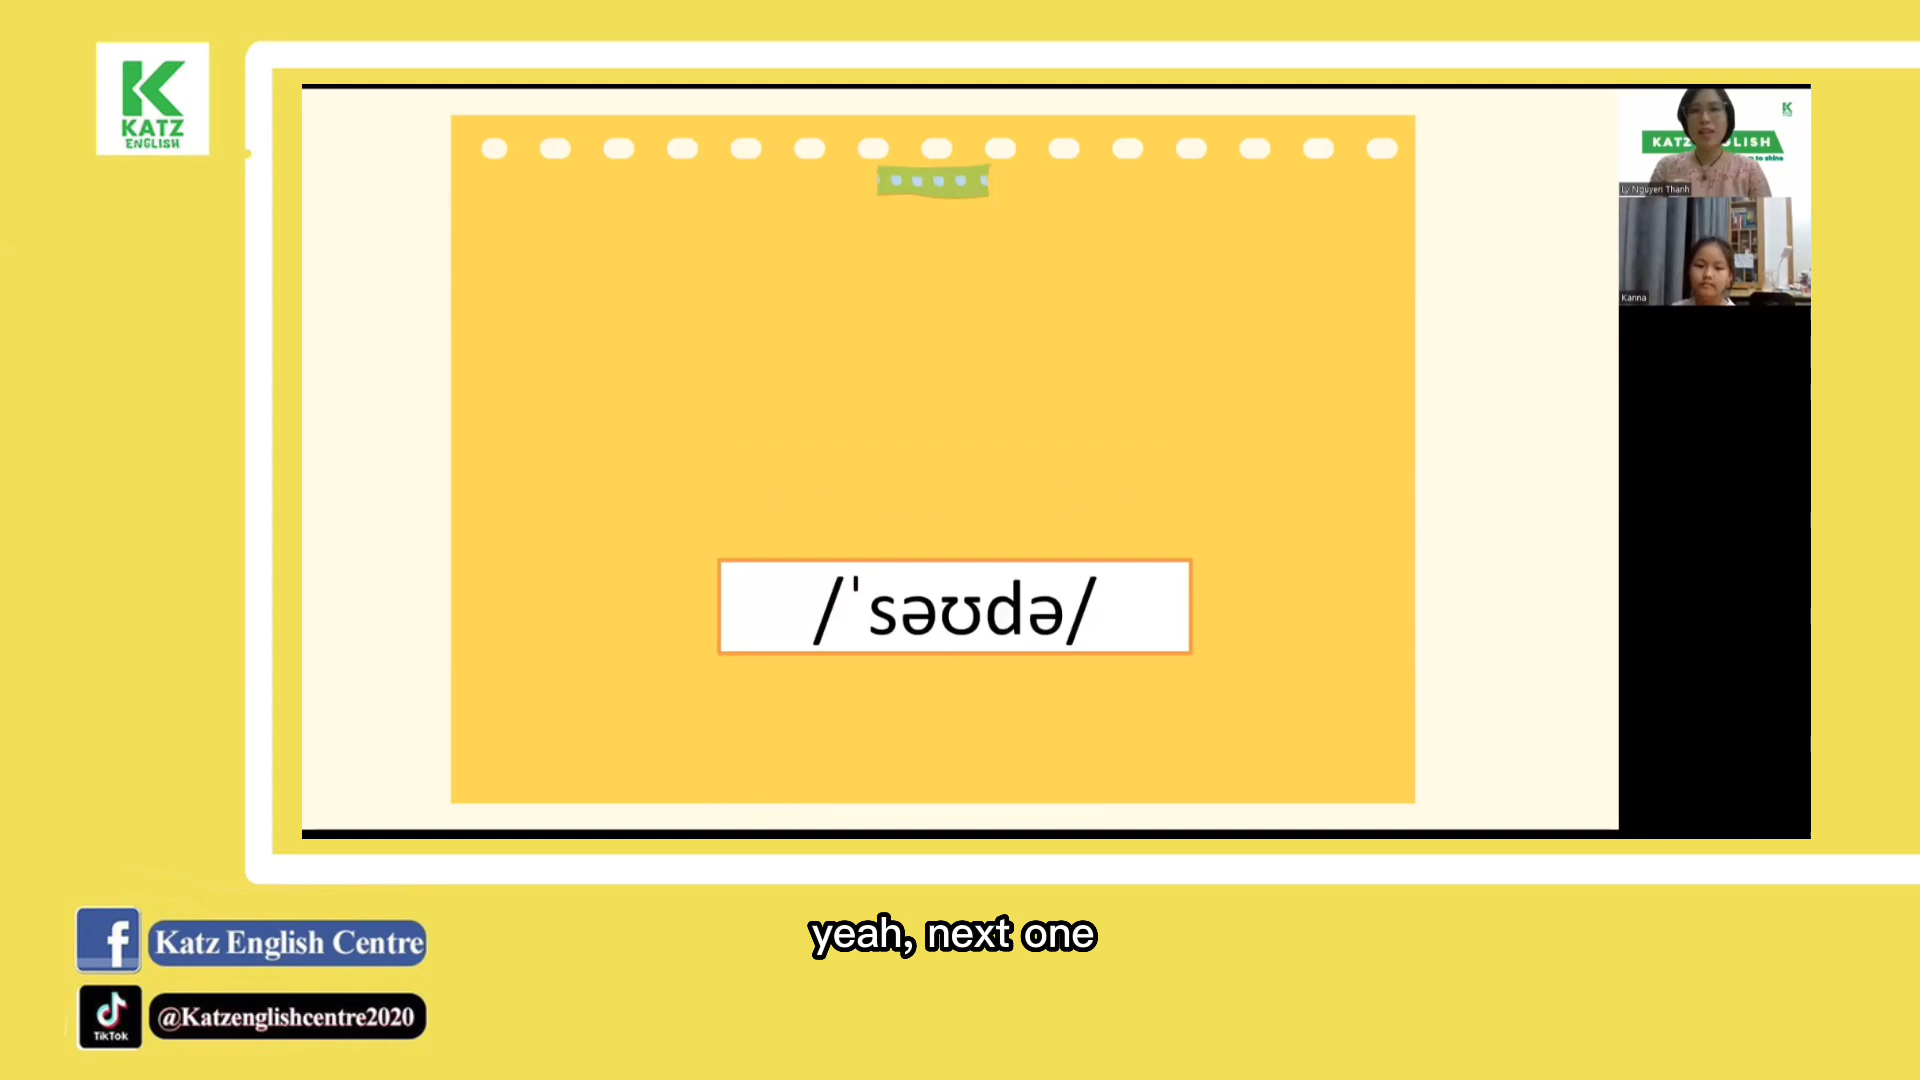 KATZ
ENGLISH
/ˈsəʊdə/
Ly Nguyen Thanh
Kanna
yeah, next one
Katz English Centre
TikTok
@Katzenglishcentre2020